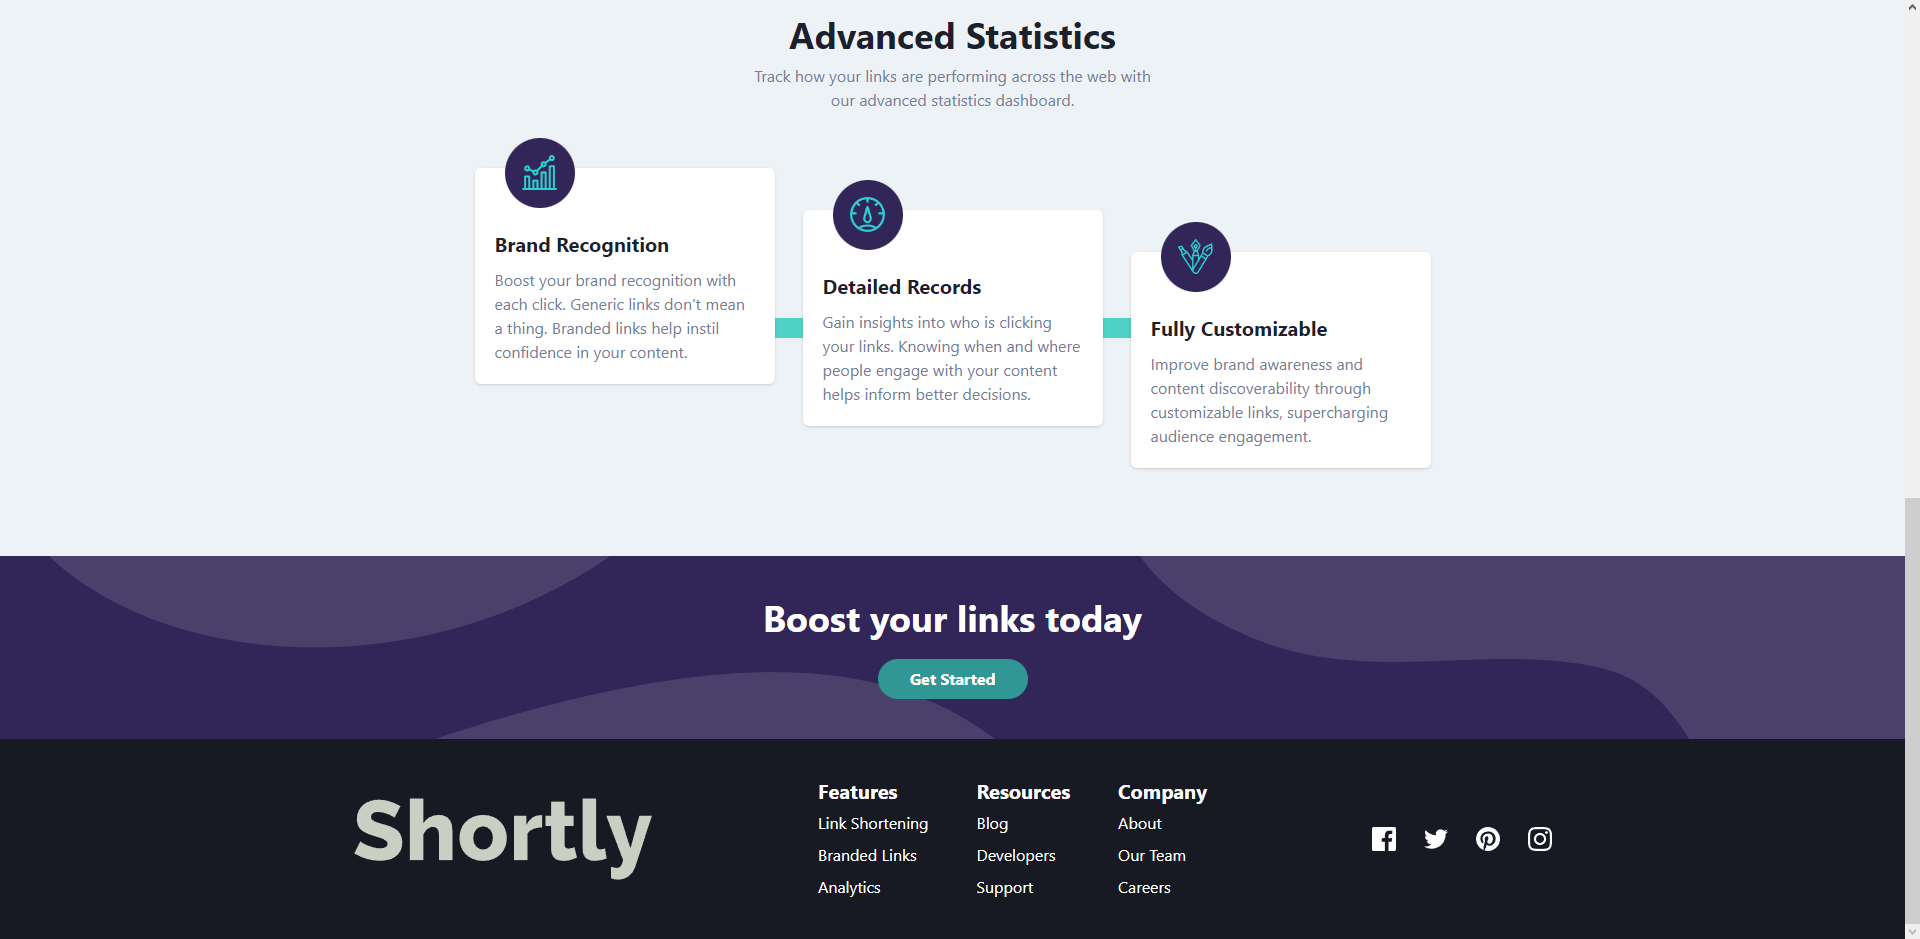 Advanced Statistics
Track how your links are performing across the web with
our advanced statistics dashboard.
Brand Recognition
Boost your brand recognition with
each click. Generic links don't mean
a thing. Branded links help instil
confidence in your content.
Detailed Records
Gain insights into who is clicking
your links. Knowing when and where
people engage with your content
helps inform better decisions.
Fully Customizable
Improve brand awareness and
content discoverability through
customizable links, supercharging
audience engagement.
Boost your links today
Get Started
Shortly
Features
Link Shortening
Branded Links
Analytics
Resources
Blog
Developers
Support
Company
About
Our Team
Careers